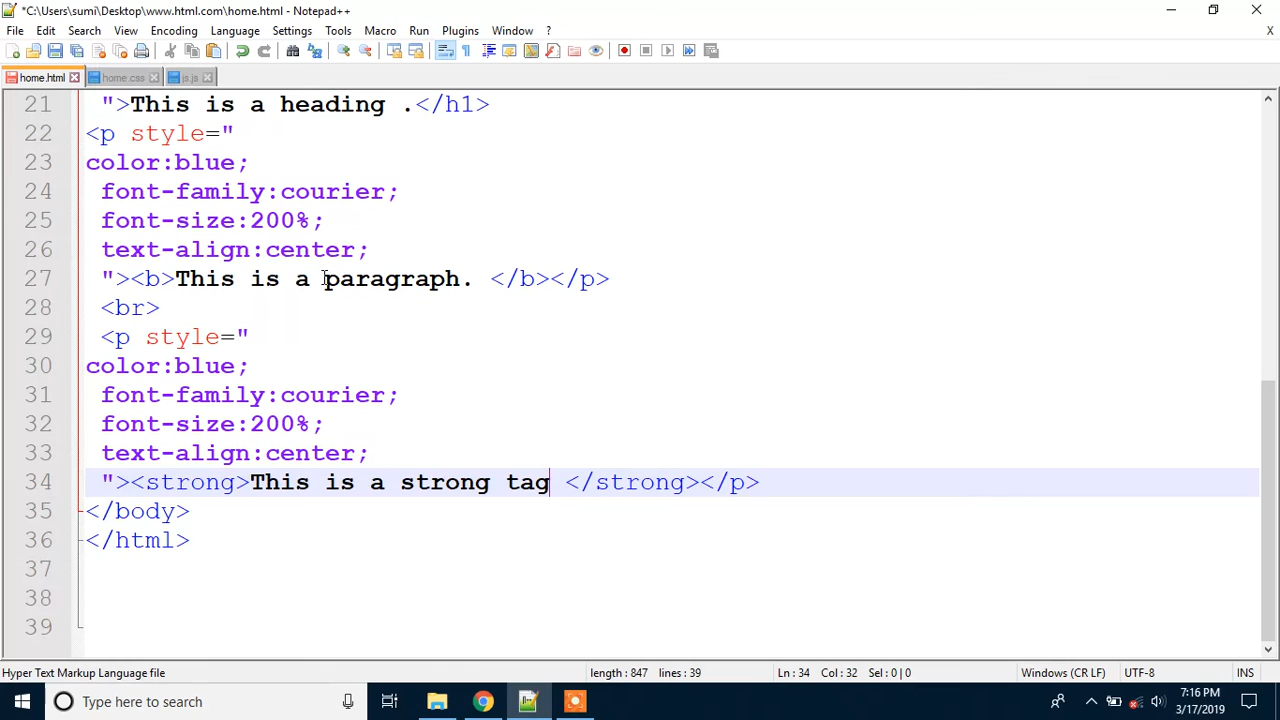 *C:\Users\sumi\Desktop\www.html.com\home.html - Notepad++
File Edit Search View Encoding Language Settings Tools Macro Run Plugins Window ?
home.html home.css js.js
21 ">This is a heading .</h1>
22 <p style="
23 color:blue;
24 font-family:courier;
25 font-size:200%;
26 text-align:center;
27 "><b>This is a paragraph. </b></p>
28 <br>
29 <p style="
30 color:blue;
31 font-family:courier;
32 font-size:200%;
33 text-align:center;
34 "><strong>This is a strong tag </strong></p>
35 </body>
36 </html>
37
38
39
Hyper Text Markup Language file length : 847 lines : 39 Ln : 34 Col : 32 Sel : 0 | 0 Windows (CR LF) UTF-8 INS
Type here to search
7:16 PM
3/17/2019